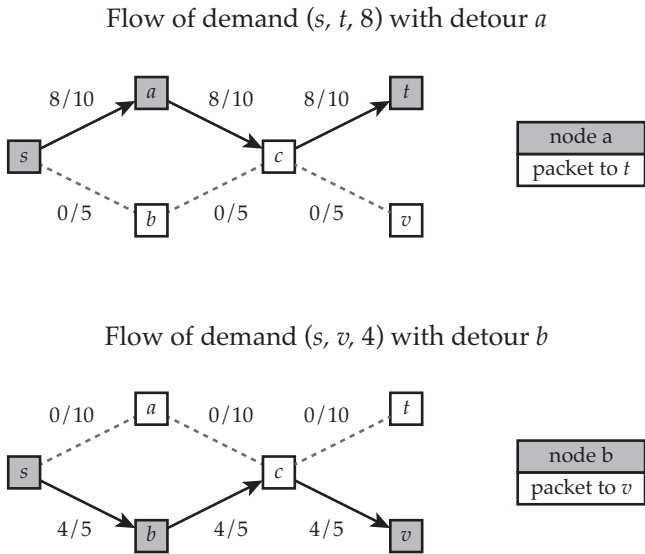 Flow of demand (s, t, 8) with detour a
8/10 a 8/10 8/10 t
s c node a
packet to t
0/5 b 0/5 0/5 v
Flow of demand (s, v, 4) with detour b
0/10 a 0/10 0/10 t
s c node b
packet to v
4/5 b 4/5 4/5 v